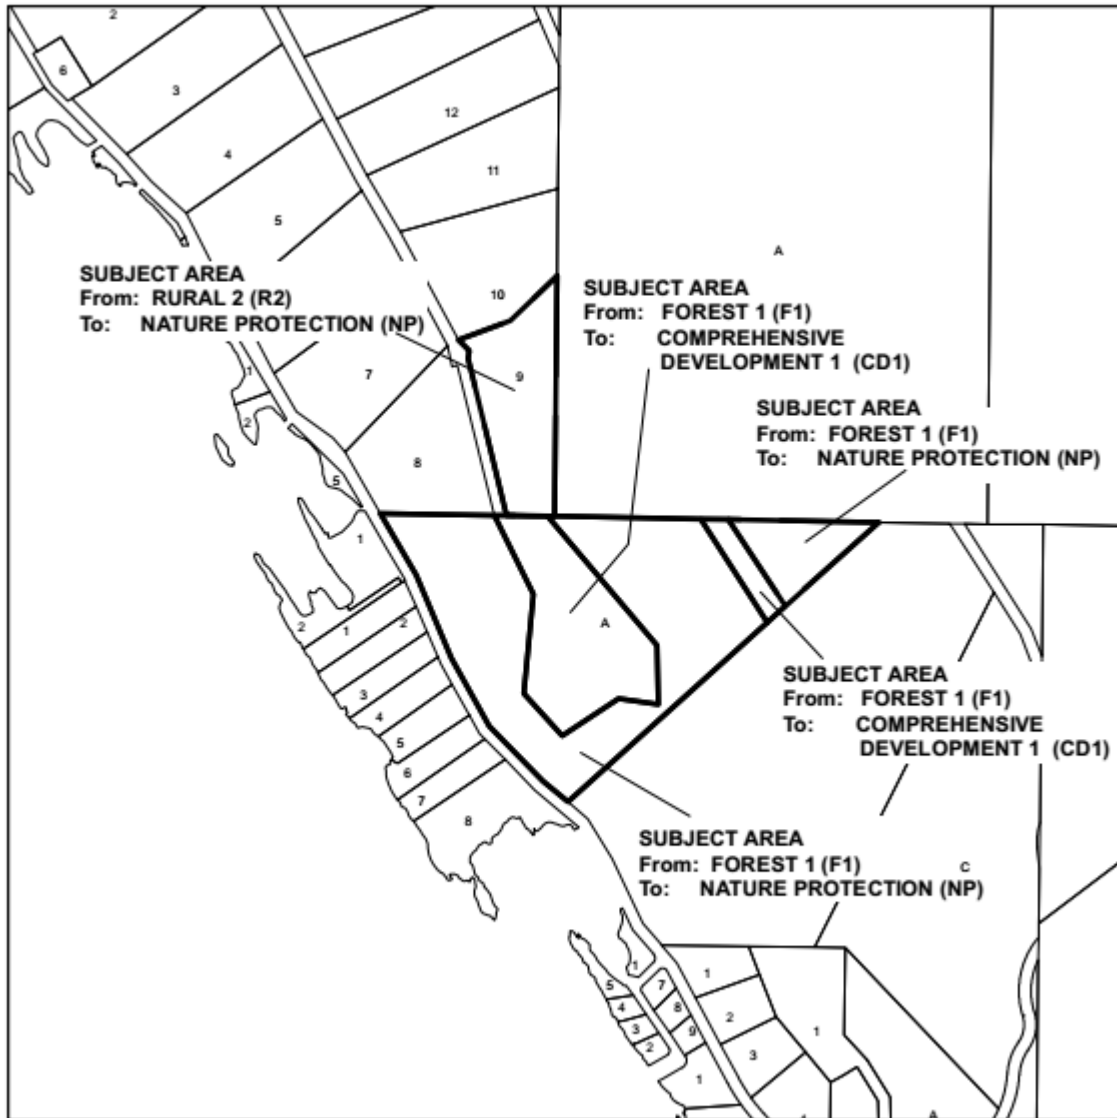 2
6
3
4
12
11
5
A
SUBJECT AREA
From: RURAL 2 (R2)
To: NATURE PROTECTION (NP)
10
SUBJECT AREA
From: FOREST 1 (F1)
To: COMPREHENSIVE
DEVELOPMENT 1 (CD1)
1
7
9
2
SUBJECT AREA
From: FOREST 1 (F1)
To: NATURE PROTECTION (NP)
8
5
1
A
2
1
2
3
4
5
6
7
8
SUBJECT AREA
From: FOREST 1 (F1)
To: COMPREHENSIVE
DEVELOPMENT 1 (CD1)
SUBJECT AREA
From: FOREST 1 (F1)
To: NATURE PROTECTION (NP)
C
1
1
5
7
4
8
2
3
9
1
2
3
1
A